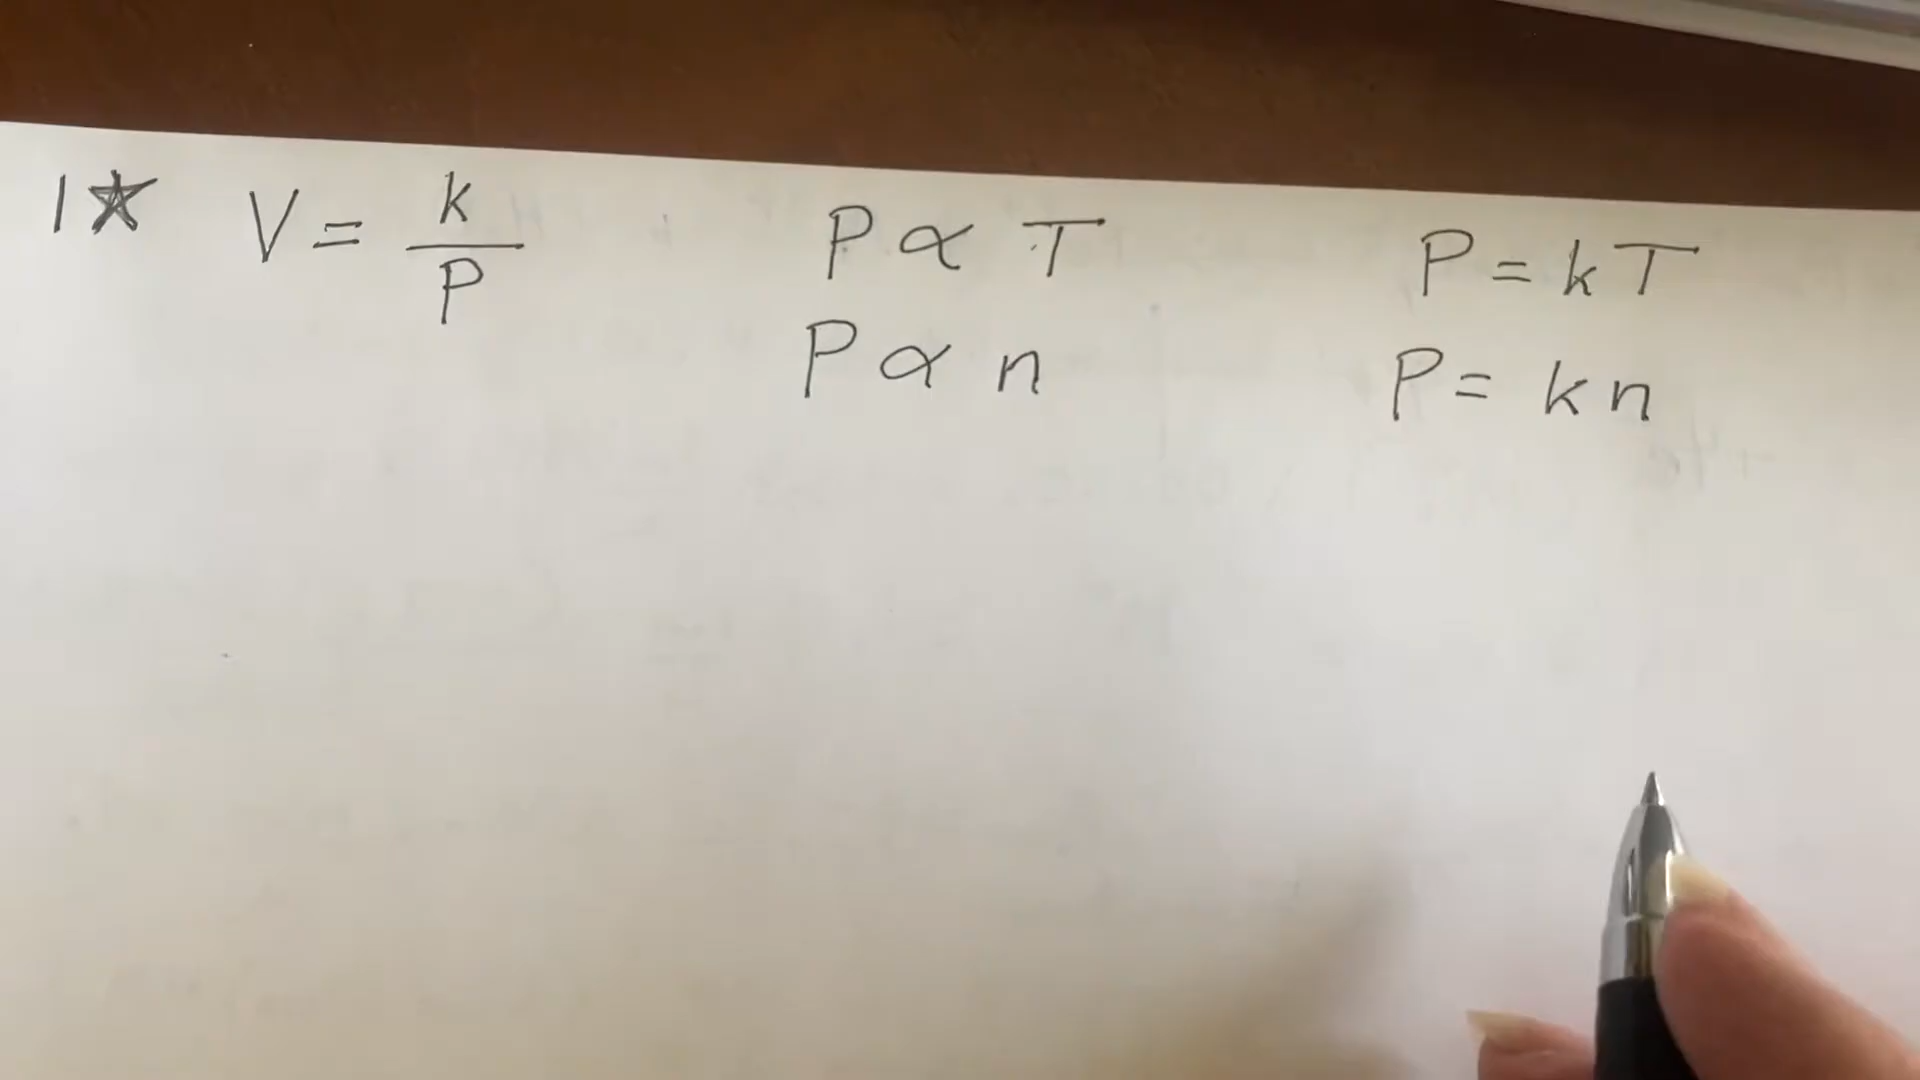 1★ V = k/P P ∝ T P = kT
P ∝ n P = kn